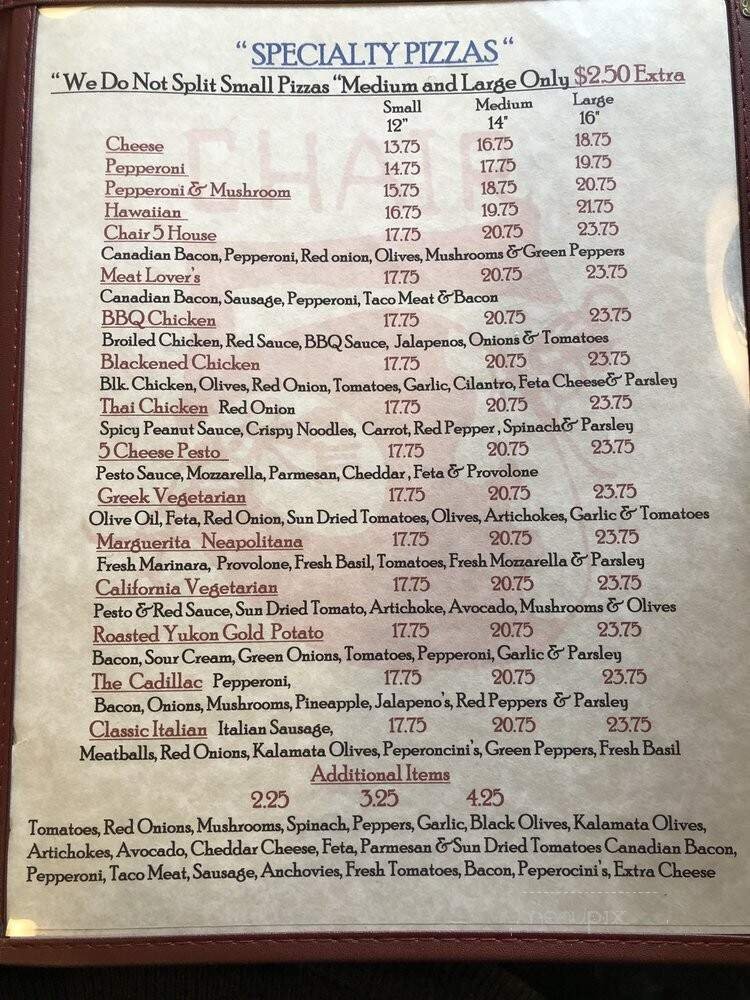 “ SPECIALTY PIZZAS “
“We Do Not Split Small Pizzas “Medium and Large Only $2.50 Extra
Small Medium Large
12" 14" 16"
Cheese 13.75 16.75 18.75
Pepperoni 14.75 17.75 19.75
Pepperoni & Mushroom 15.75 18.75 20.75
Hawaiian 16.75 19.75 21.75
Chair 5 House 17.75 20.75 23.75
Canadian Bacon, Pepperoni, Red onion, Olives, Mushrooms & Green Peppers
Meat Lover's 17.75 20.75 23.75
Canadian Bacon, Sausage, Pepperoni, Taco Meat & Bacon
BBQ Chicken 17.75 20.75 23.75
Broiled Chicken, Red Sauce, BBQ Sauce, Jalapenos, Onions & Tomatoes
Blackened Chicken 17.75 20.75 23.75
Blk. Chicken, Olives, Red Onion, Tomatoes, Garlic, Cilantro, Feta Cheese& Parsley
Thai Chicken Red Onion 17.75 20.75 23.75
Spicy Peanut Sauce, Crispy Noodles, Carrot, Red Pepper, Spinach& Parsley
5 Cheese Pesto 17.75 20.75 23.75
Pesto Sauce, Mozzarella, Parmesan, Cheddar, Feta & Provolone
Greek Vegetarian 17.75 20.75 23.75
Olive Oil, Feta, Red Onion, Sun Dried Tomatoes, Olives, Artichokes, Garlic & Tomatoes
Marguerita Neapolitana 17.75 20.75 23.75
Fresh Marinara, Provolone, Fresh Basil, Tomatoes, Fresh Mozzarella & Parsley
California Vegetarian 17.75 20.75 23.75
Pesto & Red Sauce, Sun Dried Tomato, Artichoke, Avocado, Mushrooms & Olives
Roasted Yukon Gold Potato 17.75 20.75 23.75
Bacon, Sour Cream, Green Onions, Tomatoes, Pepperoni, Garlic & Parsley
The Cadillac Pepperoni, 17.75 20.75 23.75
Bacon, Onions, Mushrooms, Pineapple, Jalapeno's, Red Peppers & Parsley
Classic Italian Italian Sausage, 17.75 20.75 23.75
Meatballs, Red Onions, Kalamata Olives, Peperoncini's, Green Peppers, Fresh Basil
Additional Items
2.25 3.25 4.25
Tomatoes, Red Onions, Mushrooms, Spinach, Peppers, Garlic, Black Olives, Kalamata Olives,
Artichokes, Avocado, Cheddar Cheese, Feta, Parmesan & Sun Dried Tomatoes Canadian Bacon,
Pepperoni, Taco Meat, Sausage, Anchovies, Fresh Tomatoes, Bacon, Peperocini's, Extra Cheese
CHAIR
menupix